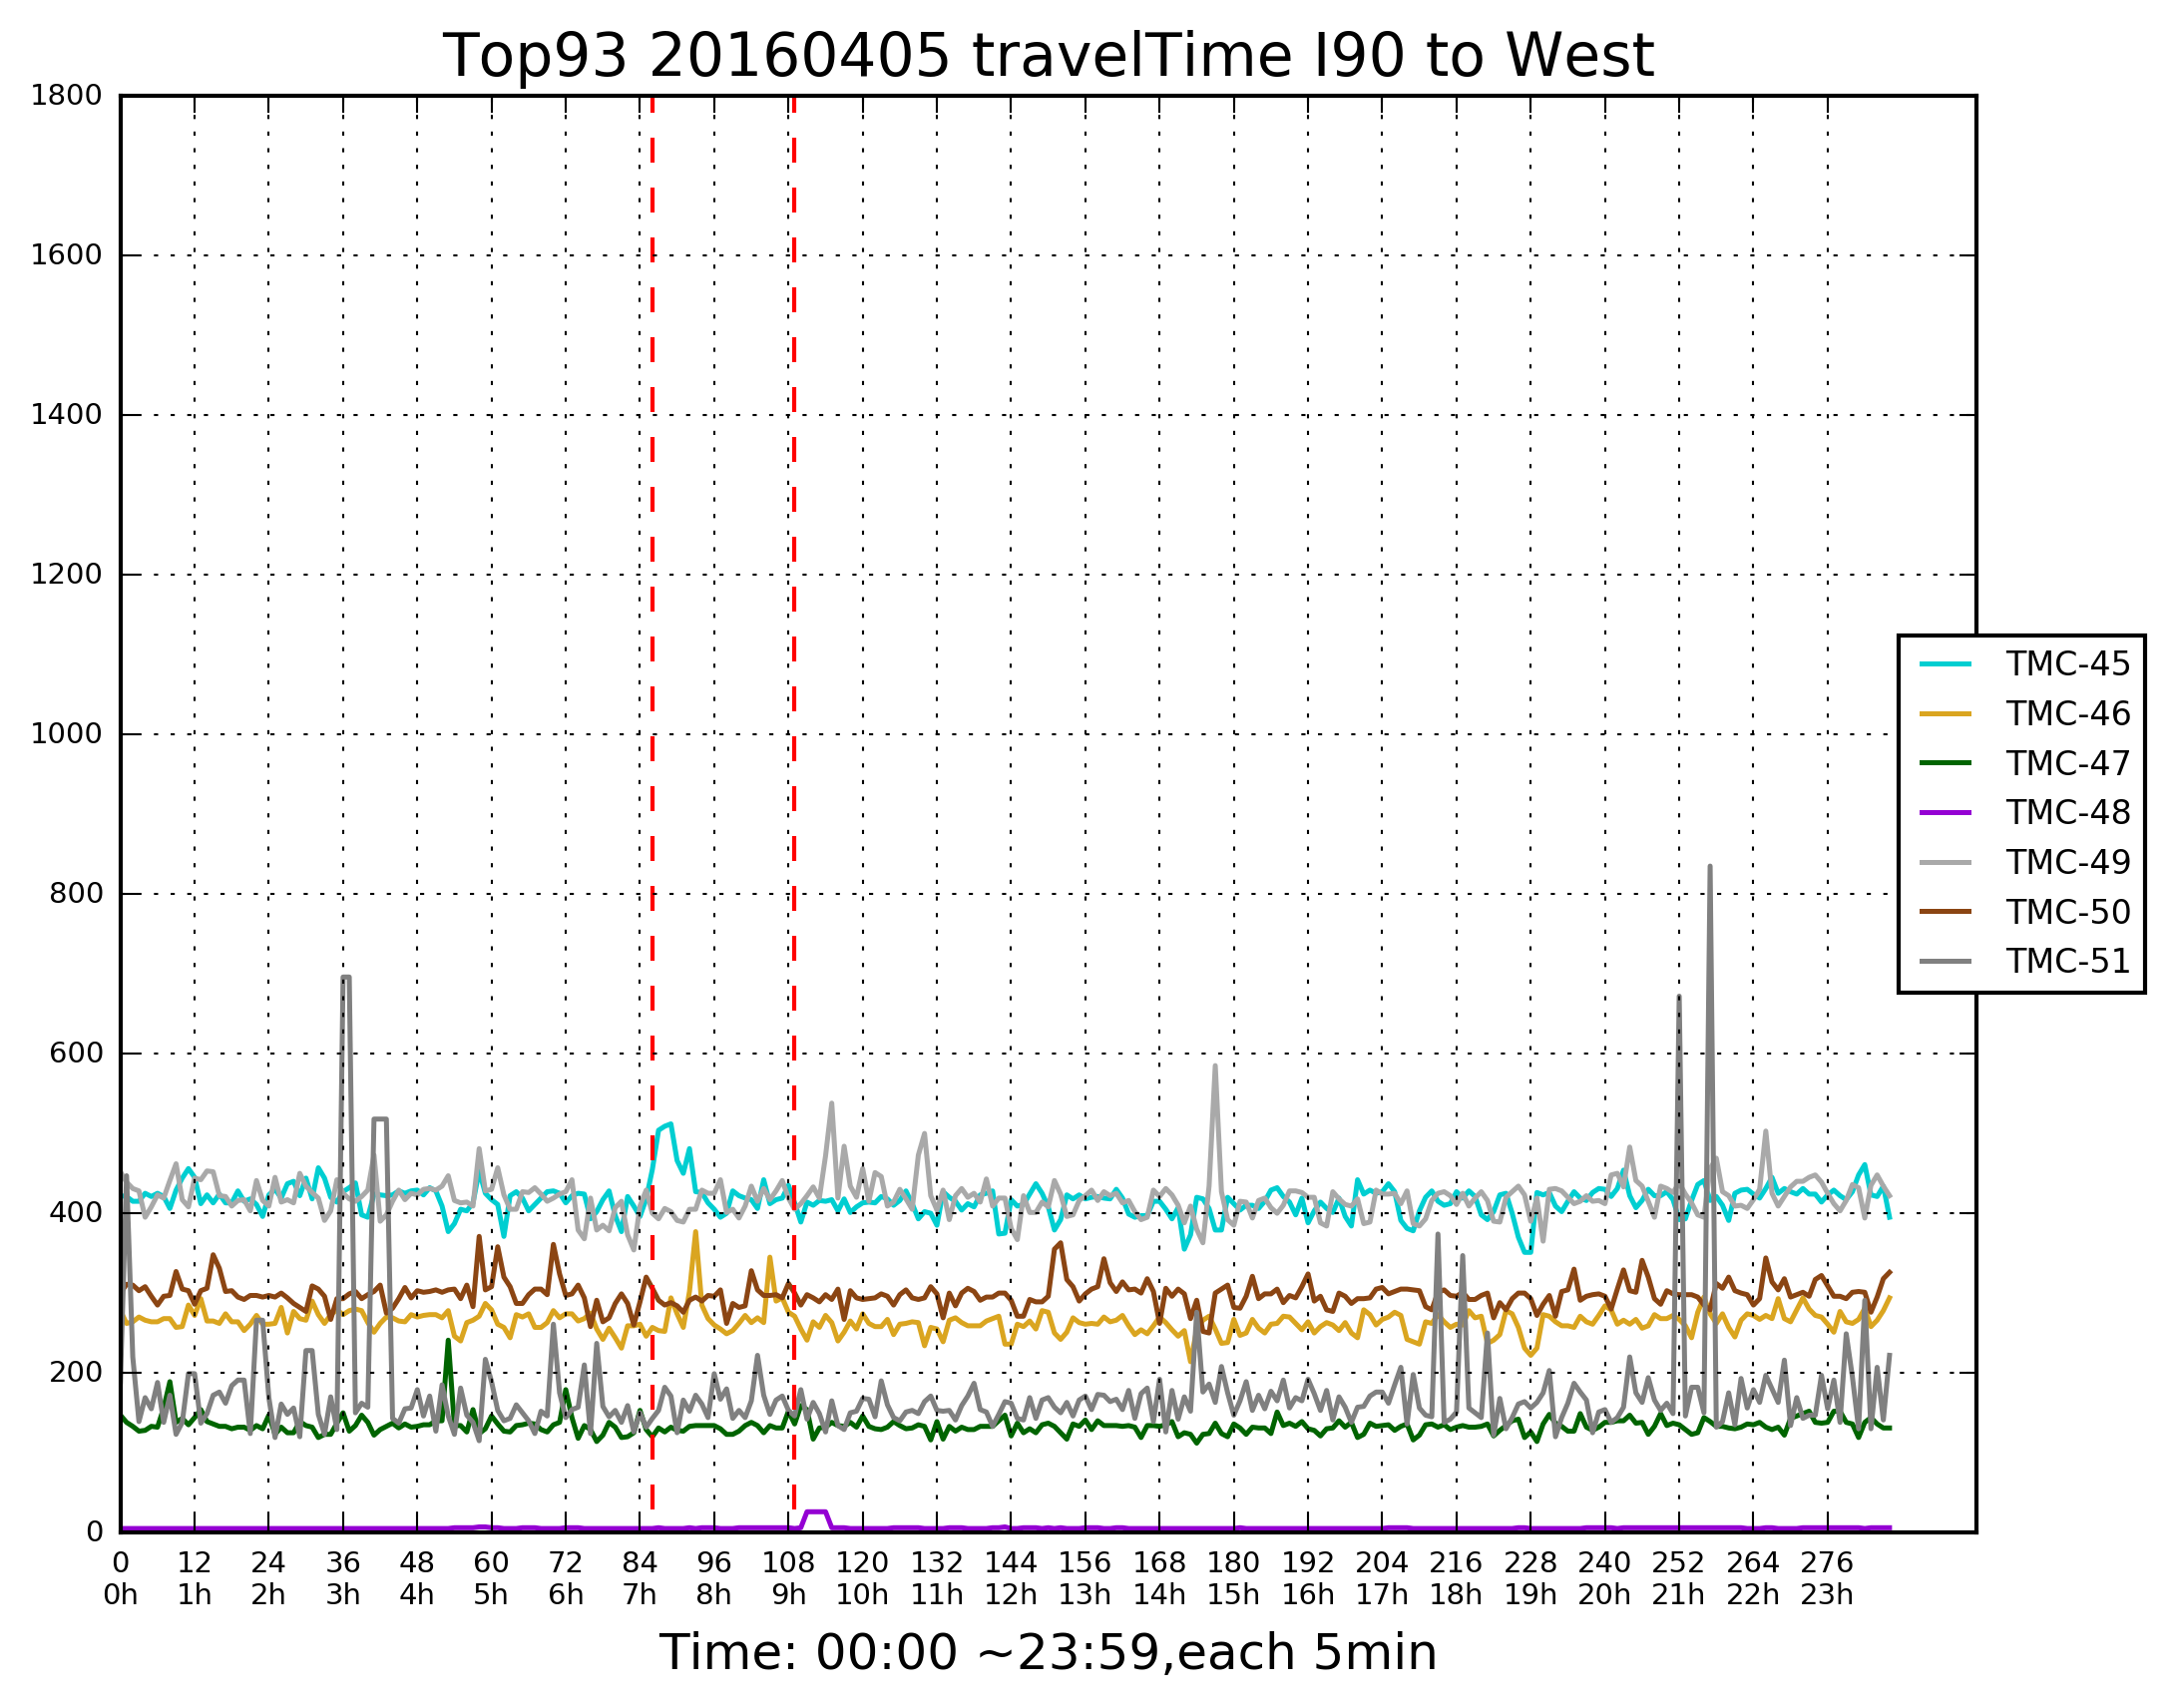 Top93 20160405 travelTime I90 to West
1800
1600
1400
1200
1000
800
600
400
200
0
TMC-45
TMC-46
TMC-47
TMC-48
TMC-49
TMC-50
TMC-51
0 12 24 36 48 60 72 84 96 108 120 132 144 156 168 180 192 204 216 228 240 252 264 276
0h 1h 2h 3h 4h 5h 6h 7h 8h 9h 10h 11h 12h 13h 14h 15h 16h 17h 18h 19h 20h 21h 22h 23h
Time: 00:00 ~23:59,each 5min